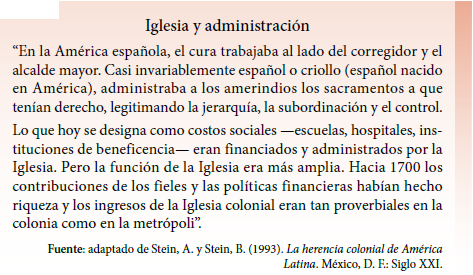 Iglesia y administración
“En la América española, el cura trabajaba al lado del corregidor y el
alcalde mayor. Casi invariablemente español o criollo (español nacido
en América), administraba a los amerindios los sacramentos a que
tenían derecho, legitimando la jerarquía, la subordinación y el control.
Lo que hoy se designa como costos sociales —escuelas, hospitales, ins-
tituciones de beneficencia— eran financiados y administrados por la
Iglesia. Pero la función de la Iglesia era más amplia. Hacia 1700 los
contribuciones de los fieles y las políticas financieras habían hecho
riqueza y los ingresos de la Iglesia colonial eran tan proverbiales en la
colonia como en la metrópoli”.
Fuente: adaptado de Stein, A. y Stein, B. (1993). La herencia colonial de América
Latina. México, D. F.: Siglo XXI.